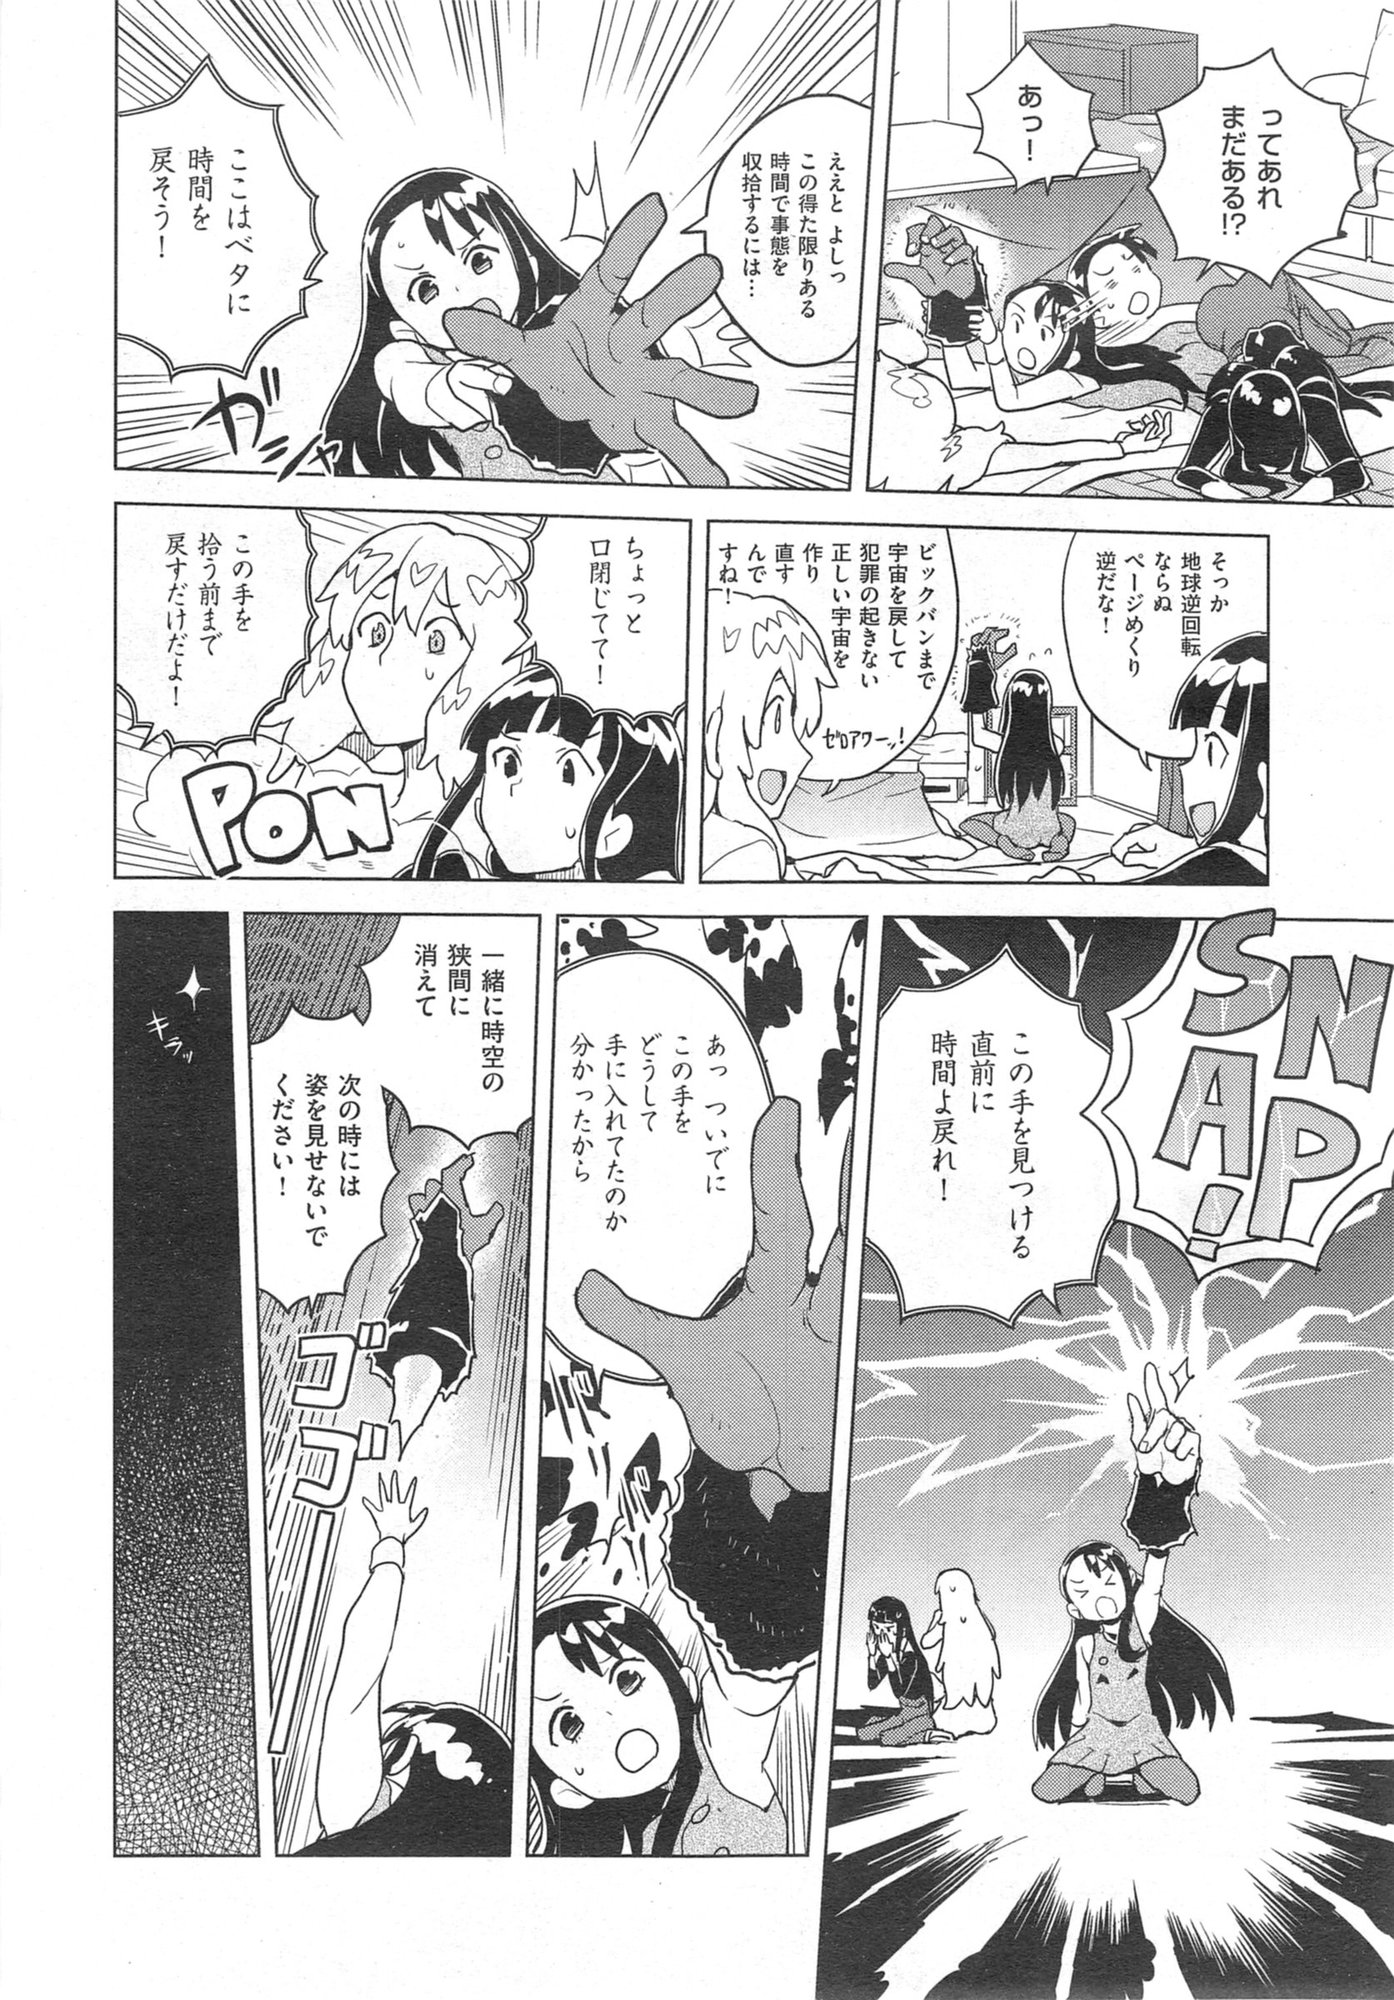 ってあれ
まだある!?
あっ!
ええと よしっ
この得た限りある
時間で事態を
収拾するには…
ここはベタに
時間を
戻そう!
ガシャ
そっか
地球逆回転
ならぬ
ページめくり
逆だな!
ビックバンまで
宇宙を戻して
犯罪の起きない
正しい宇宙を
作り
直す
んで
すね!
ゼロアワーッ!
ちょっと
口閉じてて!
この手を
拾う前まで
戻すだけだよ!
PON
SNAP!
この手を見つける
直前に
時間よ戻れ!
あっ ついでに
この手を
どうして
手に入れてたのか
分かったから
一緒に時空の
狭間に
消えて
次の時には
姿を見せないで
ください!
ゴゴゴーー
キラッ